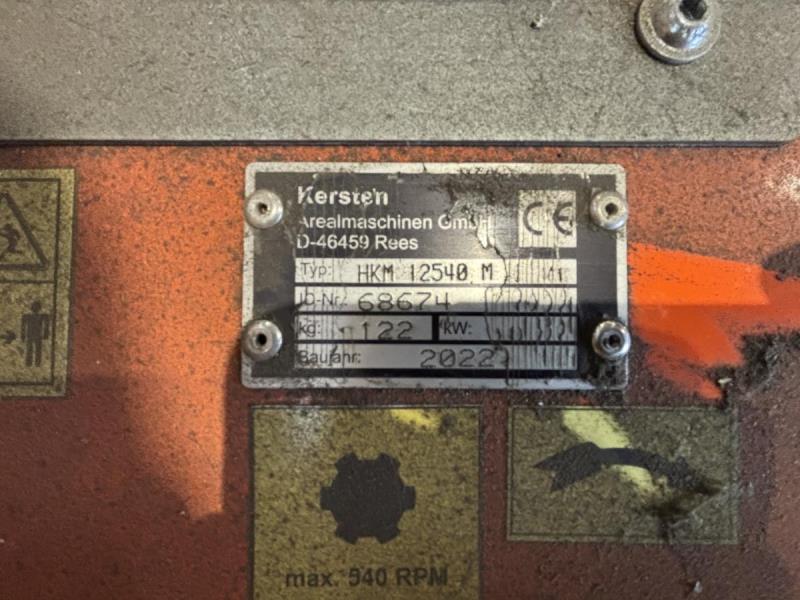 Kersten
Arealmaschinen GmbH
D-46459 Rees
Typ: HKM 12540 M
ID-Nr.: 68674
kg: 122 kW:
Baujahr: 2022
CE
max. 540 RPM